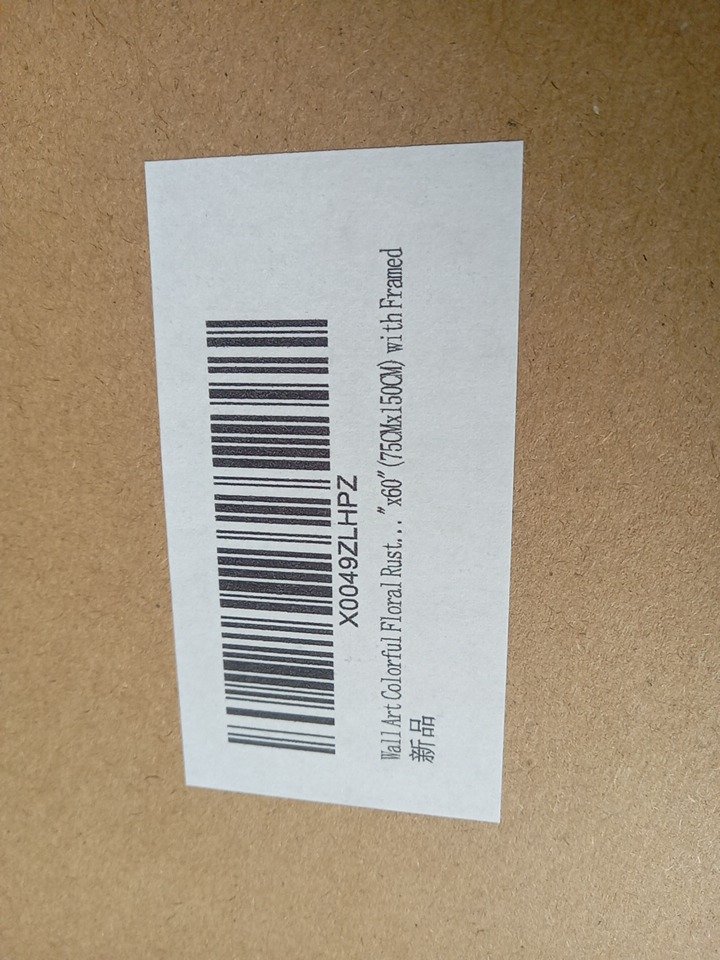 X0049ZLHPZ
Wall Art Colorful Floral Rust..."x60"(75CMx150CM) with Framed
新品